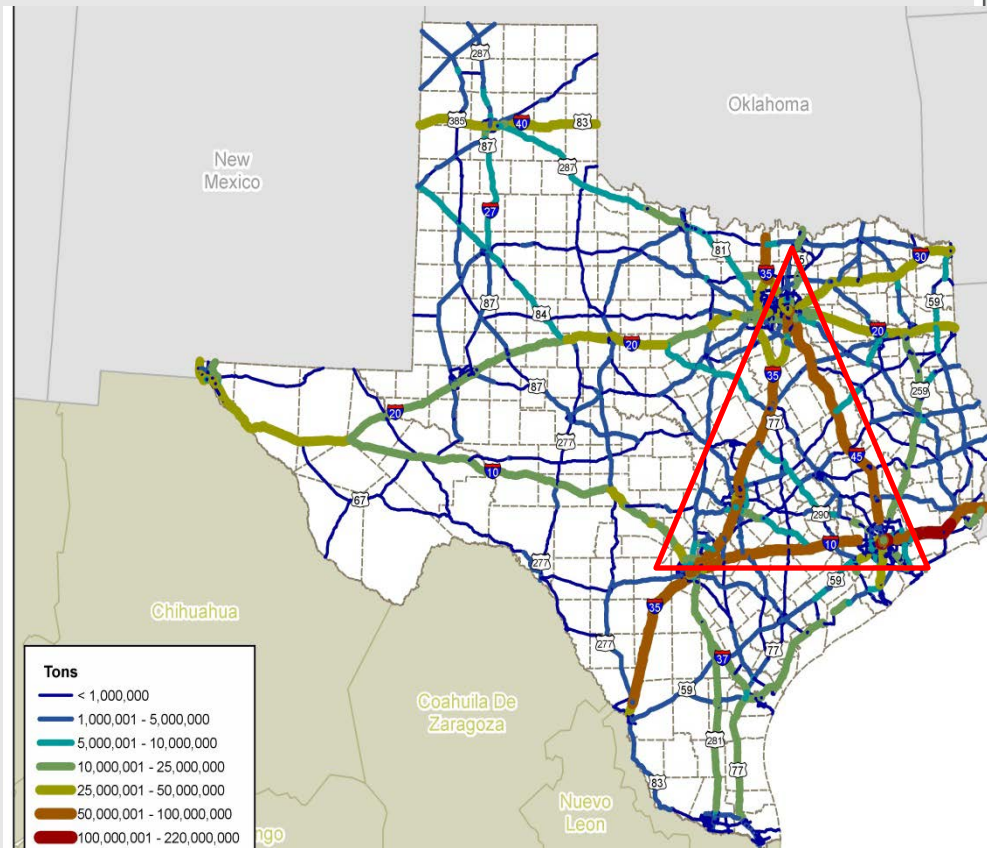 287
Oklahoma
385
40
83
New
Mexico
87
287
27
81
35
5
30
59
87
84
20
20
35
259
20
87
77
277
45
10
67
290
10
277
59
Chihuahua
35
277
37
77
59
Coahuila De
Zaragoza
281
77
83
Nuevo
Leon
ngo
Tons
< 1,000,000
1,000,001 - 5,000,000
5,000,001 - 10,000,000
10,000,001 - 25,000,000
25,000,001 - 50,000,000
50,000,001 - 100,000,000
100,000,001 - 220,000,000